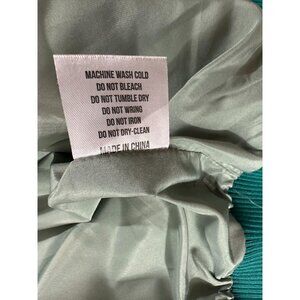 MACHINE WASH COLD
DO NOT BLEACH
DO NOT TUMBLE DRY
DO NOT WRING
DO NOT IRON
DO NOT DRY-CLEAN
MADE IN CHINA